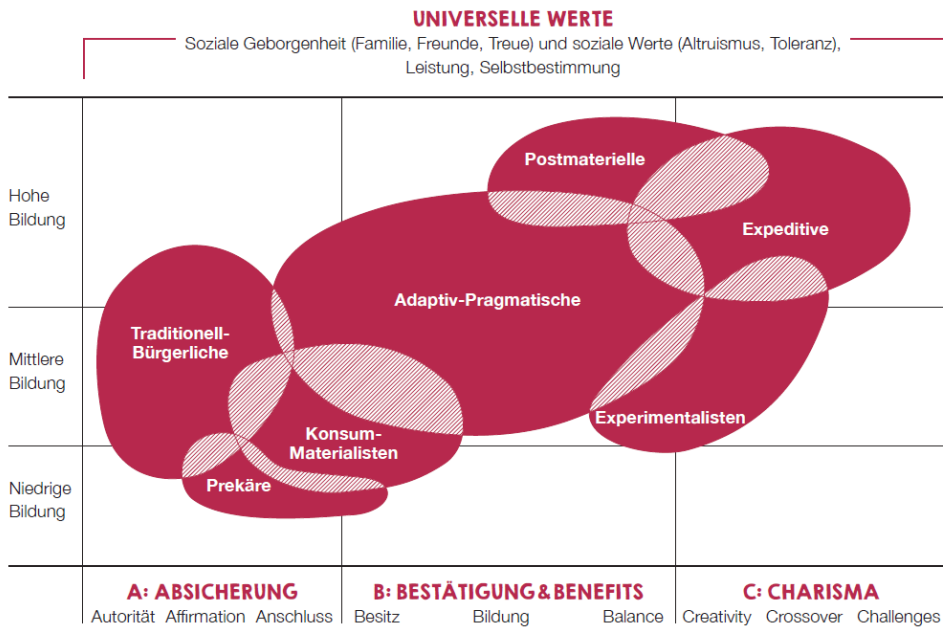 UNIVERSELLE WERTE
Soziale Geborgenheit (Familie, Freunde, Treue) und soziale Werte (Altruismus, Toleranz),
Leistung, Selbstbestimmung
Hohe
Bildung
Postmaterielle
Expeditive
Adaptiv-Pragmatische
Traditionell-
Bürgerliche
Mittlere
Bildung
Experimentalisten
Konsum-
Materialisten
Niedrige
Bildung
Prekäre
A: ABSICHERUNG
Autorität Affirmation Anschluss
B: BESTÄTIGUNG & BENEFITS
Besitz Bildung Balance
C: CHARISMA
Creativity Crossover Challenges